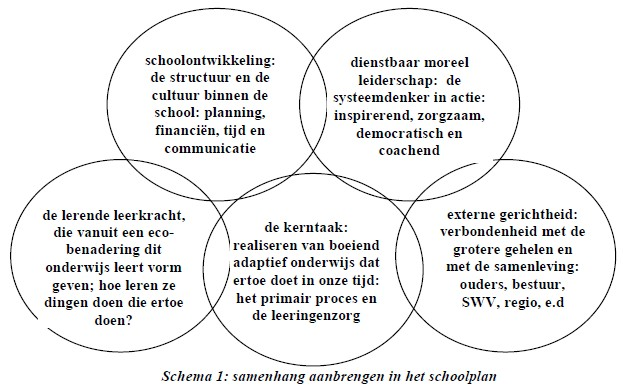 schoolontwikkeling:
de structuur en de
cultuur binnen de
school: planning,
financiën, tijd en
communicatie
dienstbaar moreel
leiderschap: de
systeemdenker in actie:
inspirerend, zorgzaam,
democratisch en
coachend
de lerende leerkracht,
die vanuit een eco-
benadering dit
onderwijs leert vorm
geven; hoe leren ze
dingen doen die ertoe
doen?
de kerntaak:
realiseren van boeiend
adaptief onderwijs dat
ertoe doet in onze tijd:
het primair proces en
de leeringenzorg
externe gerichtheid:
verbondenheid met de
grotere gehelen en
met de samenleving:
ouders, bestuur,
SWV, regio, e.d
Schema 1: samenhang aanbrengen in het schoolplan